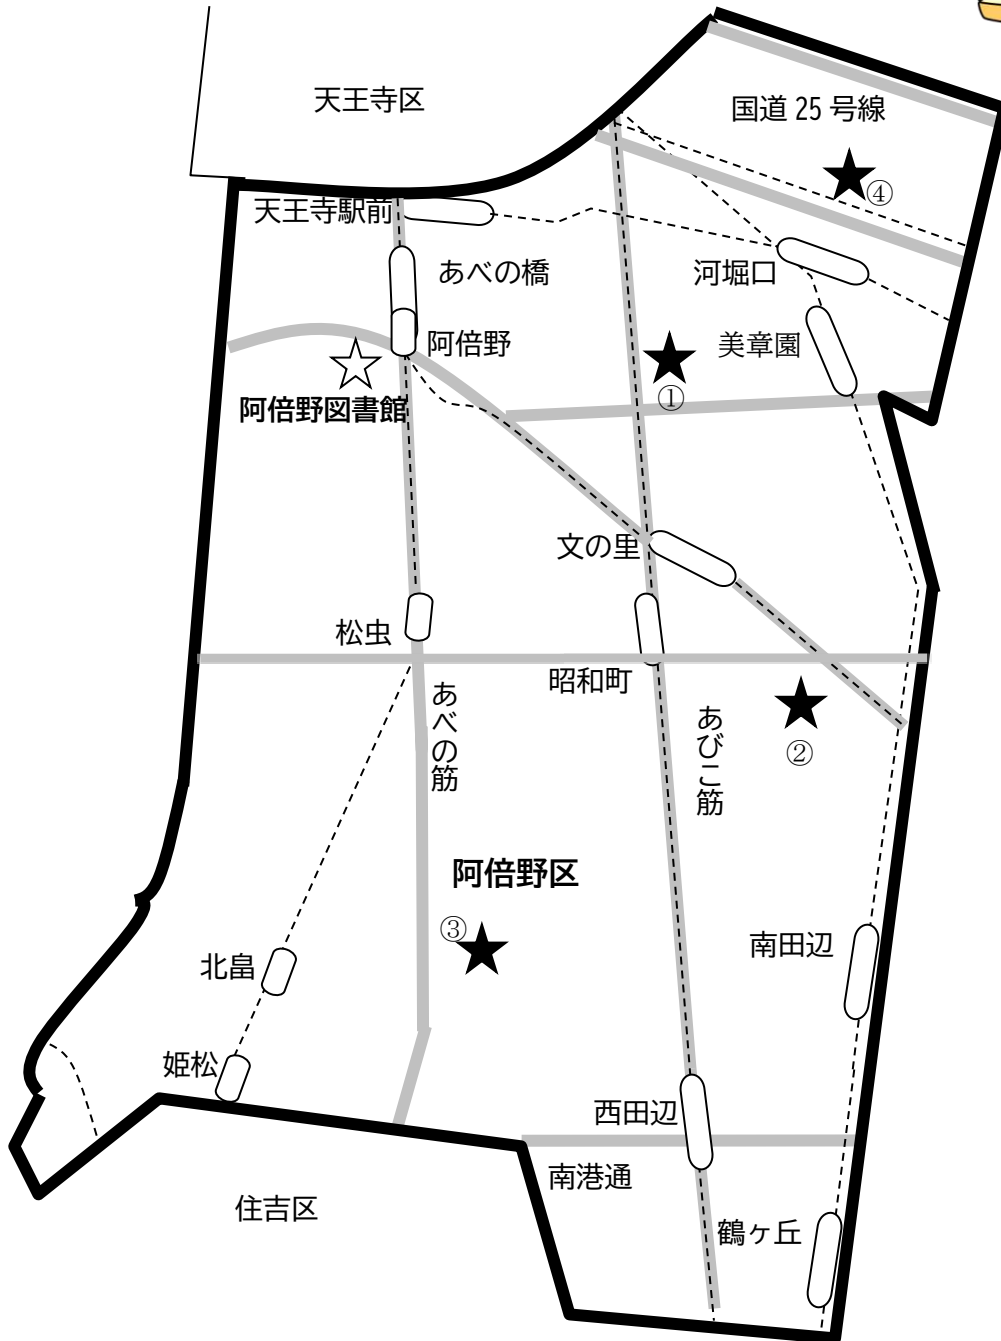 天王寺区
国道 25 号線
④
天王寺駅前
あべの橋
河堀口
阿倍野
美章園
①
阿倍野図書館
文の里
松虫
昭和町
あべの筋
あびこ筋
②
阿倍野区
③
南田辺
北畠
姫松
西田辺
南港通
住吉区
鶴ヶ丘